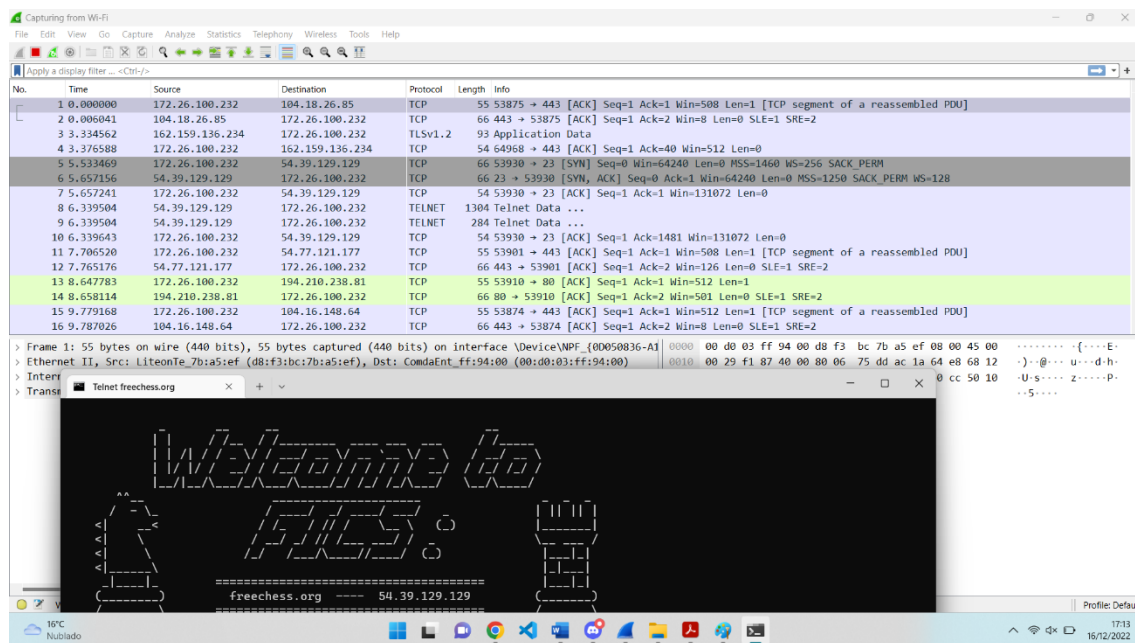 Capturing from Wi-Fi
File Edit View Go Capture Analyze Statistics Telephony Wireless Tools Help
Apply a display filter ... <Ctrl-/>
No. Time Source Destination Protocol Length Info
1 0.000000 172.26.100.232 104.18.26.85 TCP 55 53875 → 443 [ACK] Seq=1 Ack=1 Win=508 Len=1 [TCP segment of a reassembled PDU]
2 0.006041 104.18.26.85 172.26.100.232 TCP 66 443 → 53875 [ACK] Seq=1 Ack=2 Win=8 Len=0 SLE=1 SRE=2
3 3.334562 162.159.136.234 172.26.100.232 TLSv1.2 93 Application Data
4 3.376588 172.26.100.232 162.159.136.234 TCP 54 64968 → 443 [ACK] Seq=1 Ack=40 Win=512 Len=0
5 5.533469 172.26.100.232 54.39.129.129 TCP 66 53930 → 23 [SYN] Seq=0 Win=64240 Len=0 MSS=1460 WS=256 SACK_PERM
6 5.657156 54.39.129.129 172.26.100.232 TCP 66 23 → 53930 [SYN, ACK] Seq=0 Ack=1 Win=64240 Len=0 MSS=1250 SACK_PERM WS=128
7 5.657241 172.26.100.232 54.39.129.129 TCP 54 53930 → 23 [ACK] Seq=1 Ack=1 Win=131072 Len=0
8 6.339504 54.39.129.129 172.26.100.232 TELNET 1304 Telnet Data ...
9 6.339504 54.39.129.129 172.26.100.232 TELNET 284 Telnet Data ...
10 6.339643 172.26.100.232 54.39.129.129 TCP 54 53930 → 23 [ACK] Seq=1 Ack=1481 Win=131072 Len=0
11 7.706520 172.26.100.232 54.77.121.177 TCP 55 53901 → 443 [ACK] Seq=1 Ack=1 Win=508 Len=1 [TCP segment of a reassembled PDU]
12 7.765176 54.77.121.177 172.26.100.232 TCP 66 443 → 53901 [ACK] Seq=1 Ack=2 Win=126 Len=0 SLE=1 SRE=2
13 8.647783 172.26.100.232 194.210.238.81 TCP 55 53910 → 80 [ACK] Seq=1 Ack=1 Win=512 Len=1
14 8.658114 194.210.238.81 172.26.100.232 TCP 66 80 → 53910 [ACK] Seq=1 Ack=2 Win=501 Len=0 SLE=1 SRE=2
15 9.779168 172.26.100.232 104.16.148.64 TCP 55 53874 → 443 [ACK] Seq=1 Ack=1 Win=512 Len=1 [TCP segment of a reassembled PDU]
16 9.787026 104.16.148.64 172.26.100.232 TCP 66 443 → 53874 [ACK] Seq=1 Ack=2 Win=8 Len=0 SLE=1 SRE=2
> Frame 1: 55 bytes on wire (440 bits), 55 bytes captured (440 bits) on interface \Device\NPF_{0D050836-A1 0000 00 d0 03 ff 94 00 d8 f3 bc 7b a5 ef 08 00 45 00 ········ ·{····E·
> Ethernet II, Src: LiteonTe_7b:a5:ef (d8:f3:bc:7b:a5:ef), Dst: ComdaEnt_ff:94:00 (00:d0:03:ff:94:00) 0010 00 29 f1 87 40 00 80 06 75 dd ac 1a 64 e8 68 12 ·)··@··· u···d·h·
> Inter 0 cc 50 10 ·U·s···· z·····P·
> Transm ··5····
Telnet freechess.org
Welcome to
FICS:
freechess.org ---- 54.39.129.129
Profile: Defau
16°C
Nublado
17:13
16/12/2022